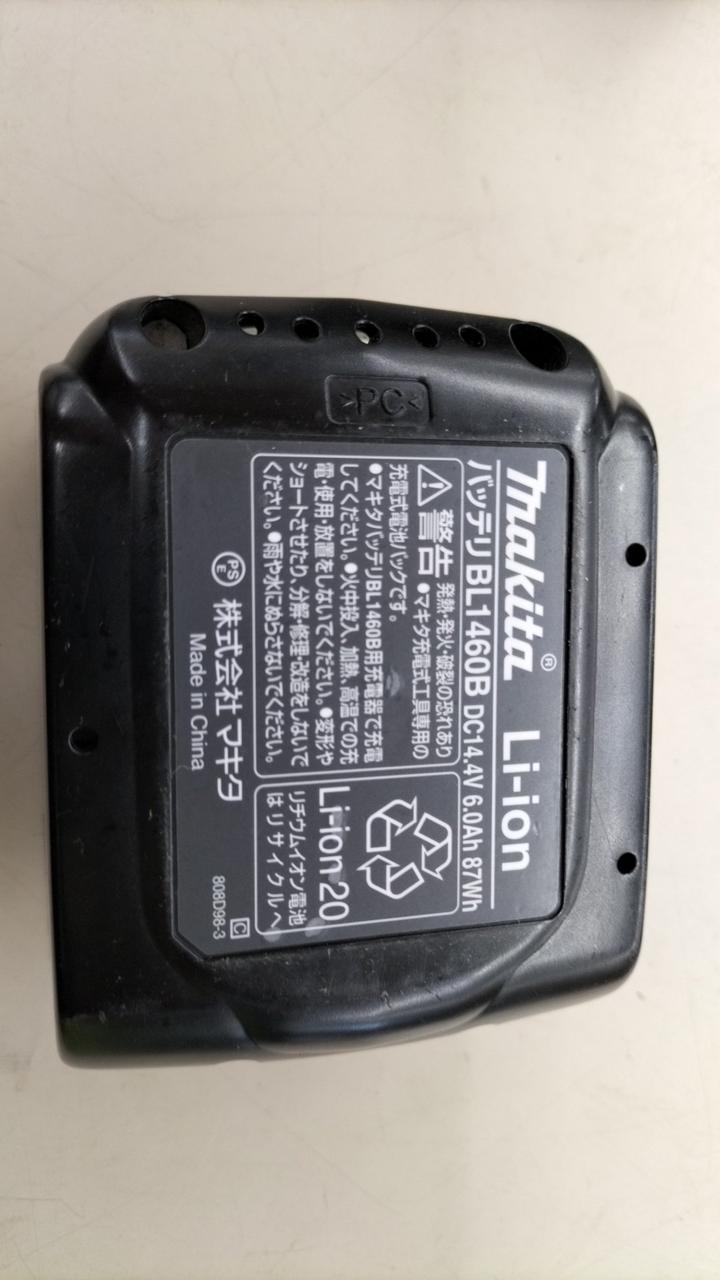 >PC<
makita® Li-ion
バッテリ BL1460B DC14.4V 6.0Ah 87Wh
⚠警告 発熱・発火・破裂の恐れあり
●マキタ充電式工具専用の
充電式電池パックです。
●マキタバッテリBL1460B用充電器で充電
してください。●火中投入、加熱、高温での充
電・使用・放置をしないでください。●変形や
ショートさせたり、分解・修理・改造をしないで
ください。●雨や水にぬらさないでください。
Li-ion 20
リチウムイオン電池
はリサイクルへ
PSE 株式会社 マキタ
Made in China
808D98-3 C